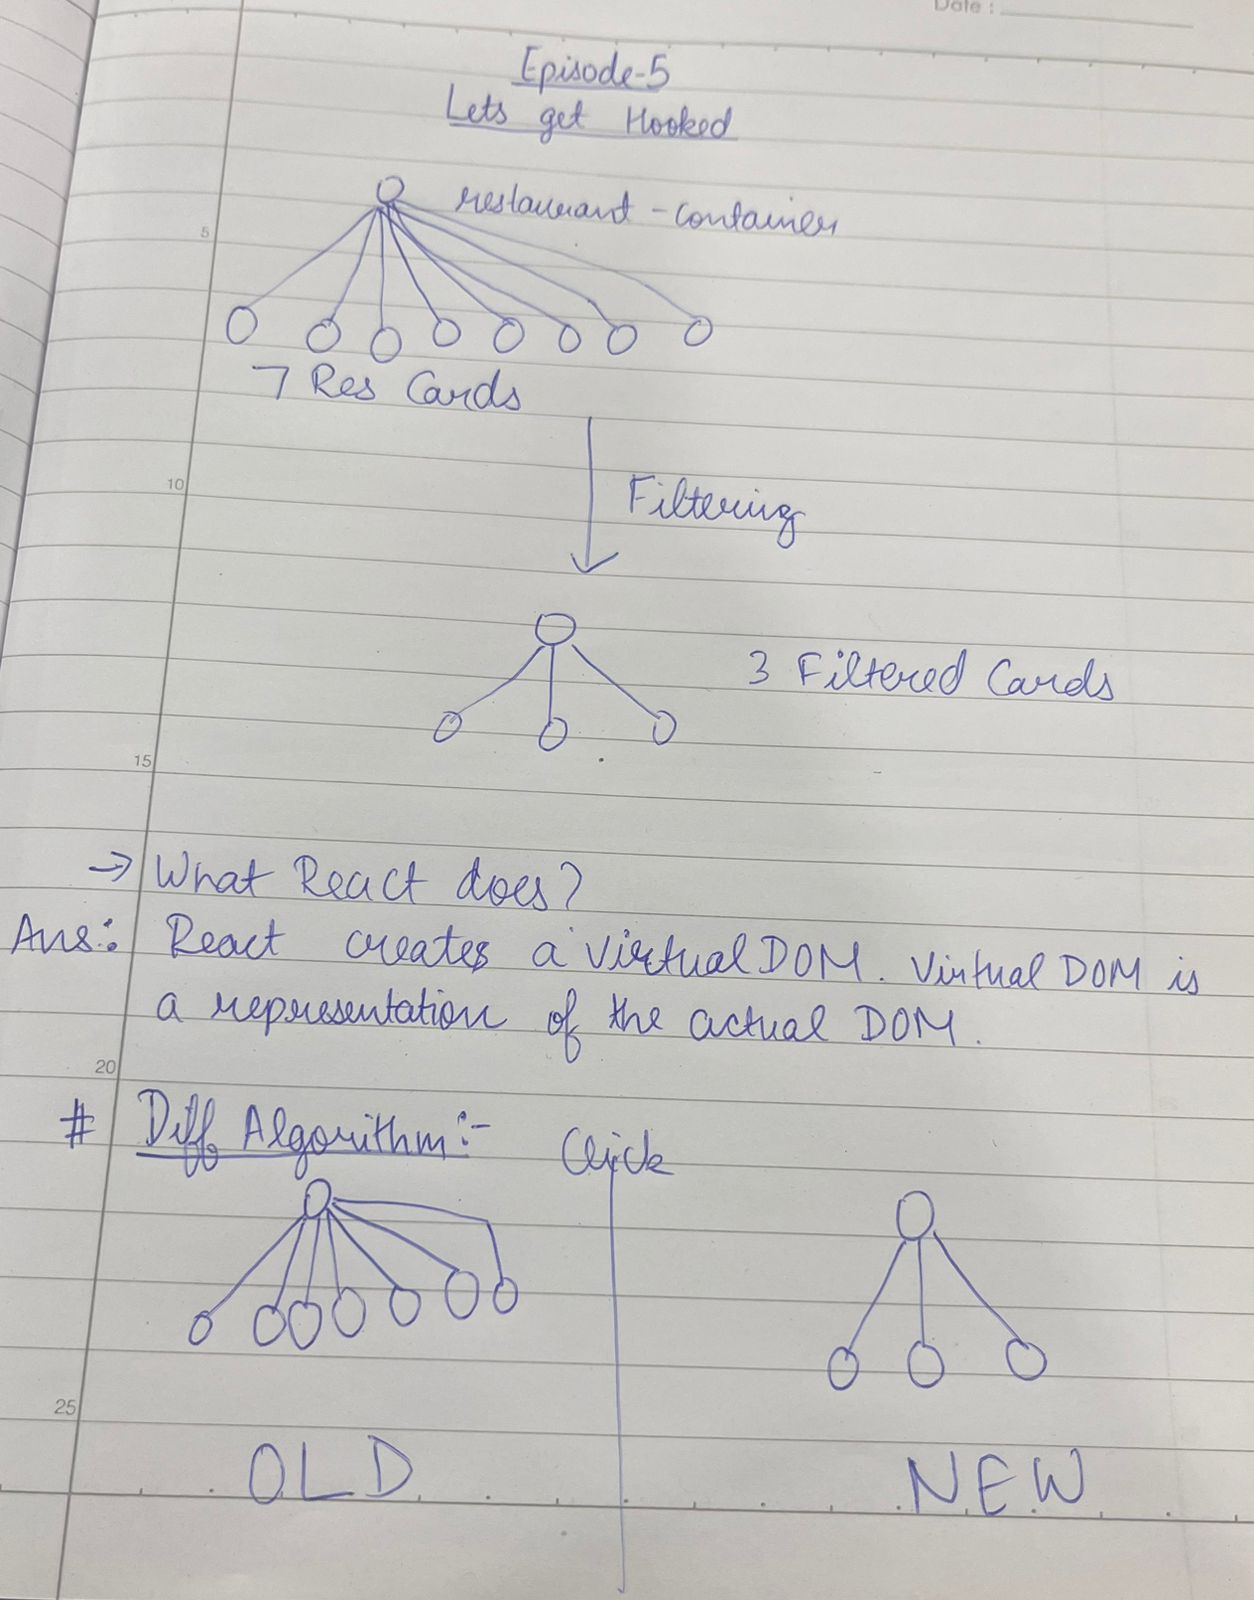 Date :
Episode-5
Lets get Hooked
restaurant - container
5
7 Res Cards
10
Filtering
3 Filtered Cards
15
→ What React does?
Ans:. React creates a Virtual DOM. Virtual DOM is
a representation of the actual DOM.
20
# Diff Algorithm:- Click
25
OLD NEW